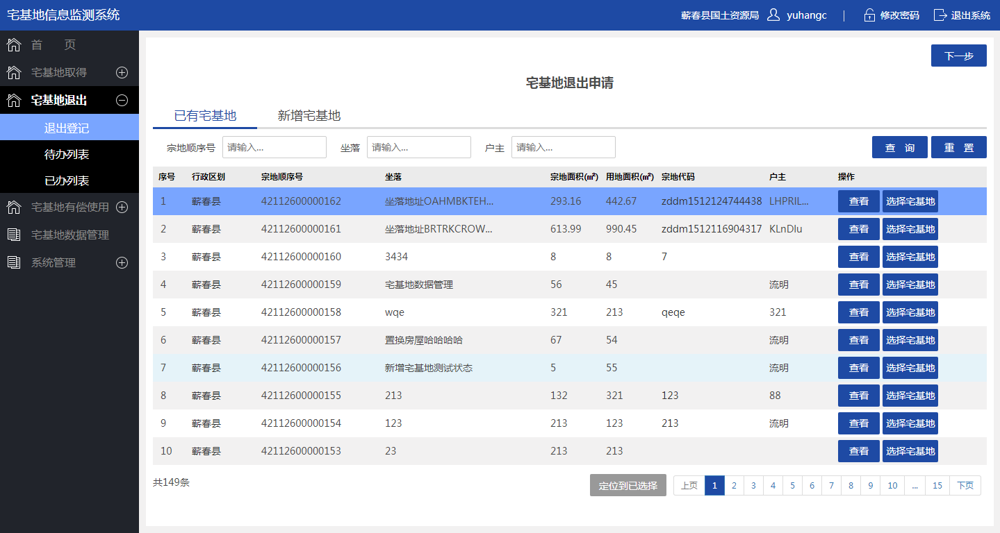 宅基地信息监测系统
蕲春县国土资源局 yuhangc | 修改密码 退出系统
首 页
宅基地取得
宅基地退出
退出登记
待办列表
已办列表
宅基地有偿使用
宅基地数据管理
系统管理
下一步
宅基地退出申请
已有宅基地 新增宅基地
宗地顺序号 请输入... 坐落 请输入... 户主 请输入... 查 询 重 置
序号 行政区划 宗地顺序号 坐落 宗地面积(㎡) 用地面积(㎡) 宗地代码 户主 操作
1 蕲春县 42112600000162 坐落地址OAHMBKTEH... 293.16 442.67 zddm1512124744438 LHPRIL... 查看 选择宅基地
2 蕲春县 42112600000161 坐落地址BRTRKCROW... 613.99 990.45 zddm1512116904317 KLnDlu 查看 选择宅基地
3 蕲春县 42112600000160 3434 8 8 7 查看 选择宅基地
4 蕲春县 42112600000159 宅基地数据管理 56 45 流明 查看 选择宅基地
5 蕲春县 42112600000158 wqe 321 213 qeqe 321 查看 选择宅基地
6 蕲春县 42112600000157 置换房屋哈哈哈哈 67 54 流明 查看 选择宅基地
7 蕲春县 42112600000156 新增宅基地测试状态 5 55 流明 查看 选择宅基地
8 蕲春县 42112600000155 213 132 321 123 88 查看 选择宅基地
9 蕲春县 42112600000154 123 213 123 213 流明 查看 选择宅基地
10 蕲春县 42112600000153 23 213 213 查看 选择宅基地
共149条 定位到已选择 上页 1 2 3 4 5 6 7 8 9 10 ... 15 下页